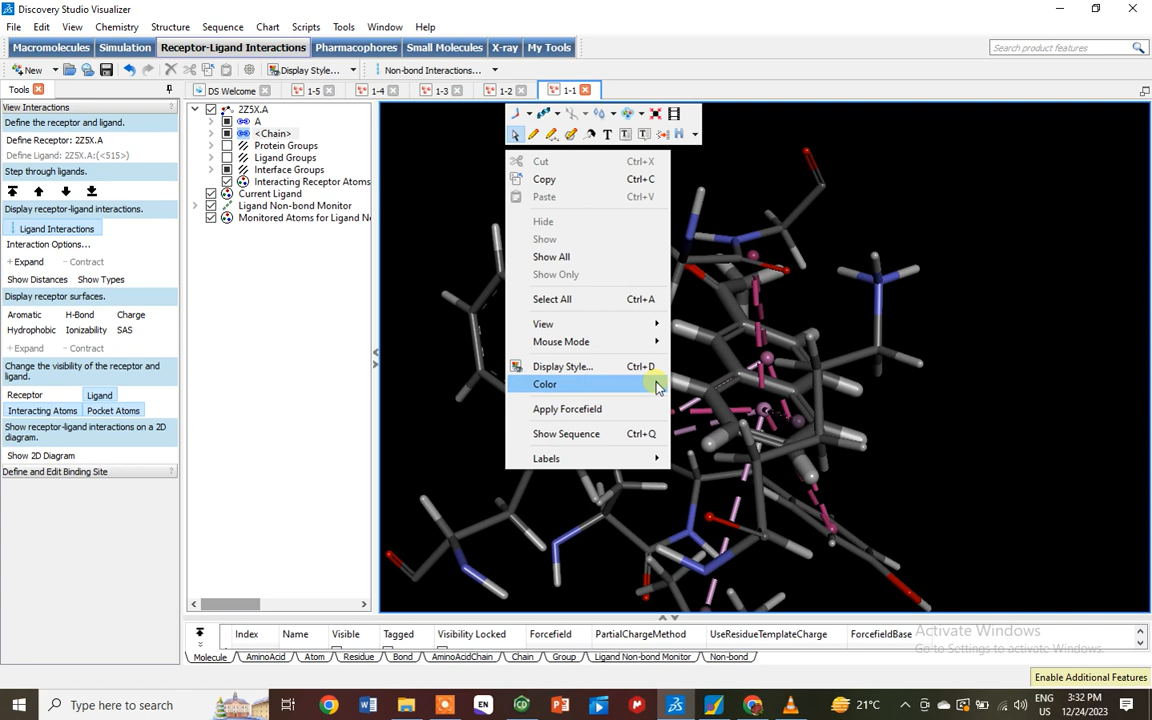 Discovery Studio Visualizer
File Edit View Chemistry Structure Sequence Chart Scripts Tools Window Help
Macromolecules Simulation Receptor-Ligand Interactions Pharmacophores Small Molecules X-ray My Tools Search product features
New Display Style... Non-bond Interactions...
Tools DS Welcome 1-5 1-4 1-3 1-2 1-1
View Interactions ?
Define the receptor and ligand.
Define Receptor: 2Z5X.A
Define Ligand: 2Z5X.A:(<515>)
Step through ligands.
Display receptor-ligand interactions.
Ligand Interactions
Interaction Options...
+Expand -Contract
Show Distances Show Types
Display receptor surfaces.
Aromatic H-Bond Charge
Hydrophobic Ionizability SAS
+Expand -Contract
Change the visibility of the receptor and
ligand.
Receptor Ligand
Interacting Atoms Pocket Atoms
Show receptor-ligand interactions on a 2D
diagram.
Show 2D Diagram
Define and Edit Binding Site ?
2Z5X.A
A
<Chain>
Protein Groups
Ligand Groups
Interface Groups
Interacting Receptor Atoms
Current Ligand
Ligand Non-bond Monitor
Monitored Atoms for Ligand N
Cut Ctrl+X
Copy Ctrl+C
Paste Ctrl+V
Hide
Show
Show All
Show Only
Select All Ctrl+A
View
Mouse Mode
Display Style... Ctrl+D
Color
Apply Forcefield
Show Sequence Ctrl+Q
Labels
Index Name Visible Tagged Visibility Locked Forcefield PartialChargeMethod UseResidueTemplateCharge ForcefieldBase
Molecule AminoAcid Atom Residue Bond AminoAcidChain Chain Group Ligand Non-bond Monitor Non-bond
Activate Windows
Go to Settings to activate Windows.
Enable Additional Features
Type here to search
21°C
ENG
US
3:32 PM
12/24/2023